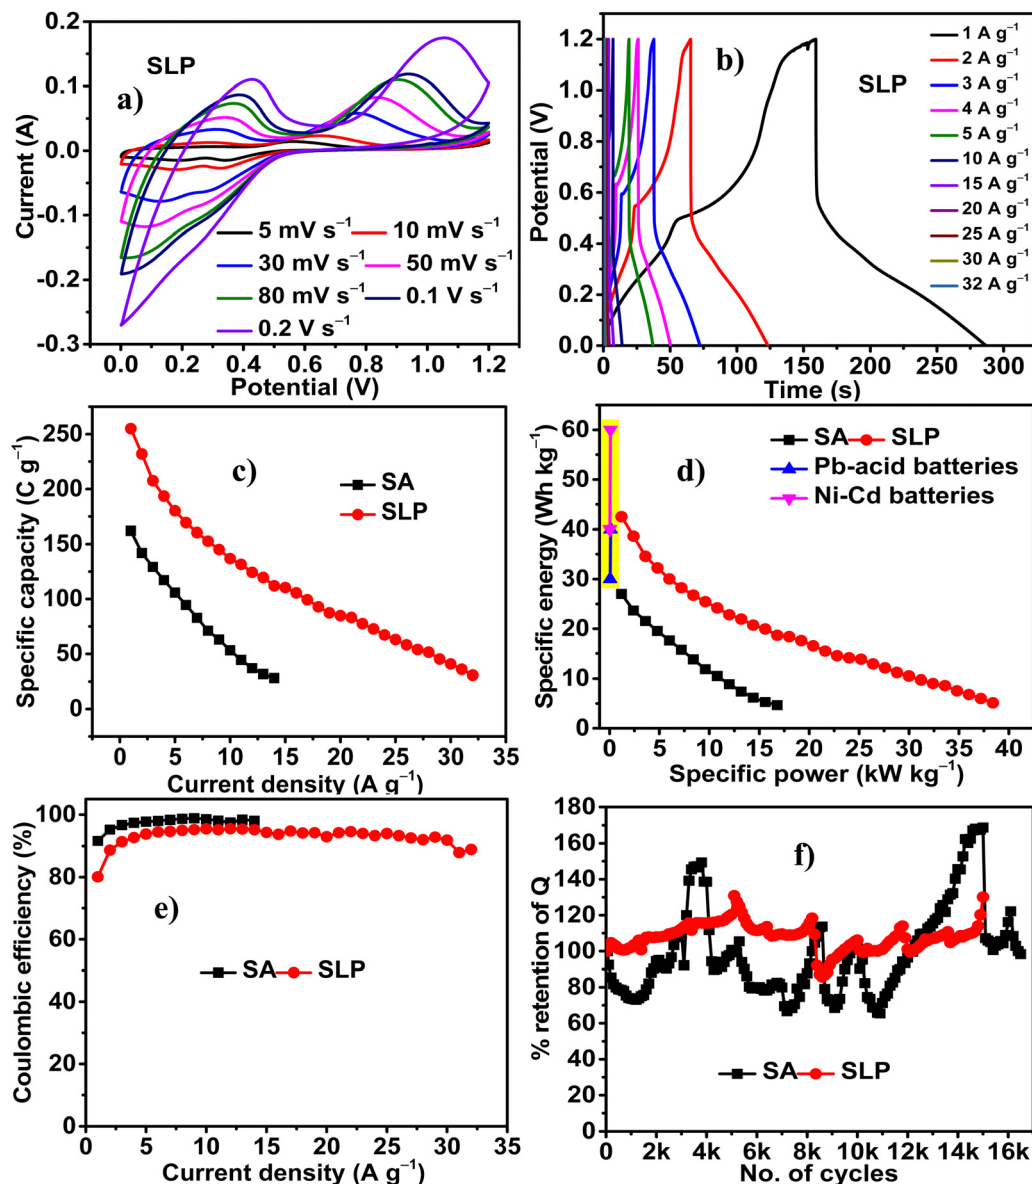 0.3
0.2
0.1
0.0
-0.1
-0.2
-0.3
Current (A)
SLP
a)
5 mV s⁻¹ 10 mV s⁻¹
30 mV s⁻¹ 50 mV s⁻¹
80 mV s⁻¹ 0.1 V s⁻¹
0.2 V s⁻¹
0.0 0.2 0.4 0.6 0.8 1.0 1.2
Potential (V)
1.2
1.0
0.8
0.6
0.4
0.2
0.0
Potential (V)
b)
SLP
1 A g⁻¹
2 A g⁻¹
3 A g⁻¹
4 A g⁻¹
5 A g⁻¹
10 A g⁻¹
15 A g⁻¹
20 A g⁻¹
25 A g⁻¹
30 A g⁻¹
32 A g⁻¹
0 50 100 150 200 250 300
Time (s)
250
200
150
100
50
0
Specific capacity (C g⁻¹)
c)
SA
SLP
0 5 10 15 20 25 30 35
Current density (A g⁻¹)
60
50
40
30
20
10
0
Specific energy (Wh kg⁻¹)
d)
SA SLP
Pb-acid batteries
Ni-Cd batteries
0 5 10 15 20 25 30 35 40
Specific power (kW kg⁻¹)
100
80
60
40
20
0
Coulombic efficiency (%)
e)
SA SLP
0 5 10 15 20 25 30 35
Current density (A g⁻¹)
180
160
140
120
100
80
60
40
20
0
% retention of Q
f)
SA SLP
0 2k 4k 6k 8k 10k 12k 14k 16k
No. of cycles